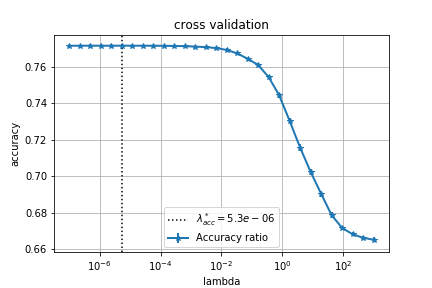 cross validation
accuracy
0.76
0.74
0.72
0.70
0.68
0.66
λ*acc = 5.3e − 06
Accuracy ratio
10⁻⁶ 10⁻⁴ 10⁻² 10⁰ 10²
lambda